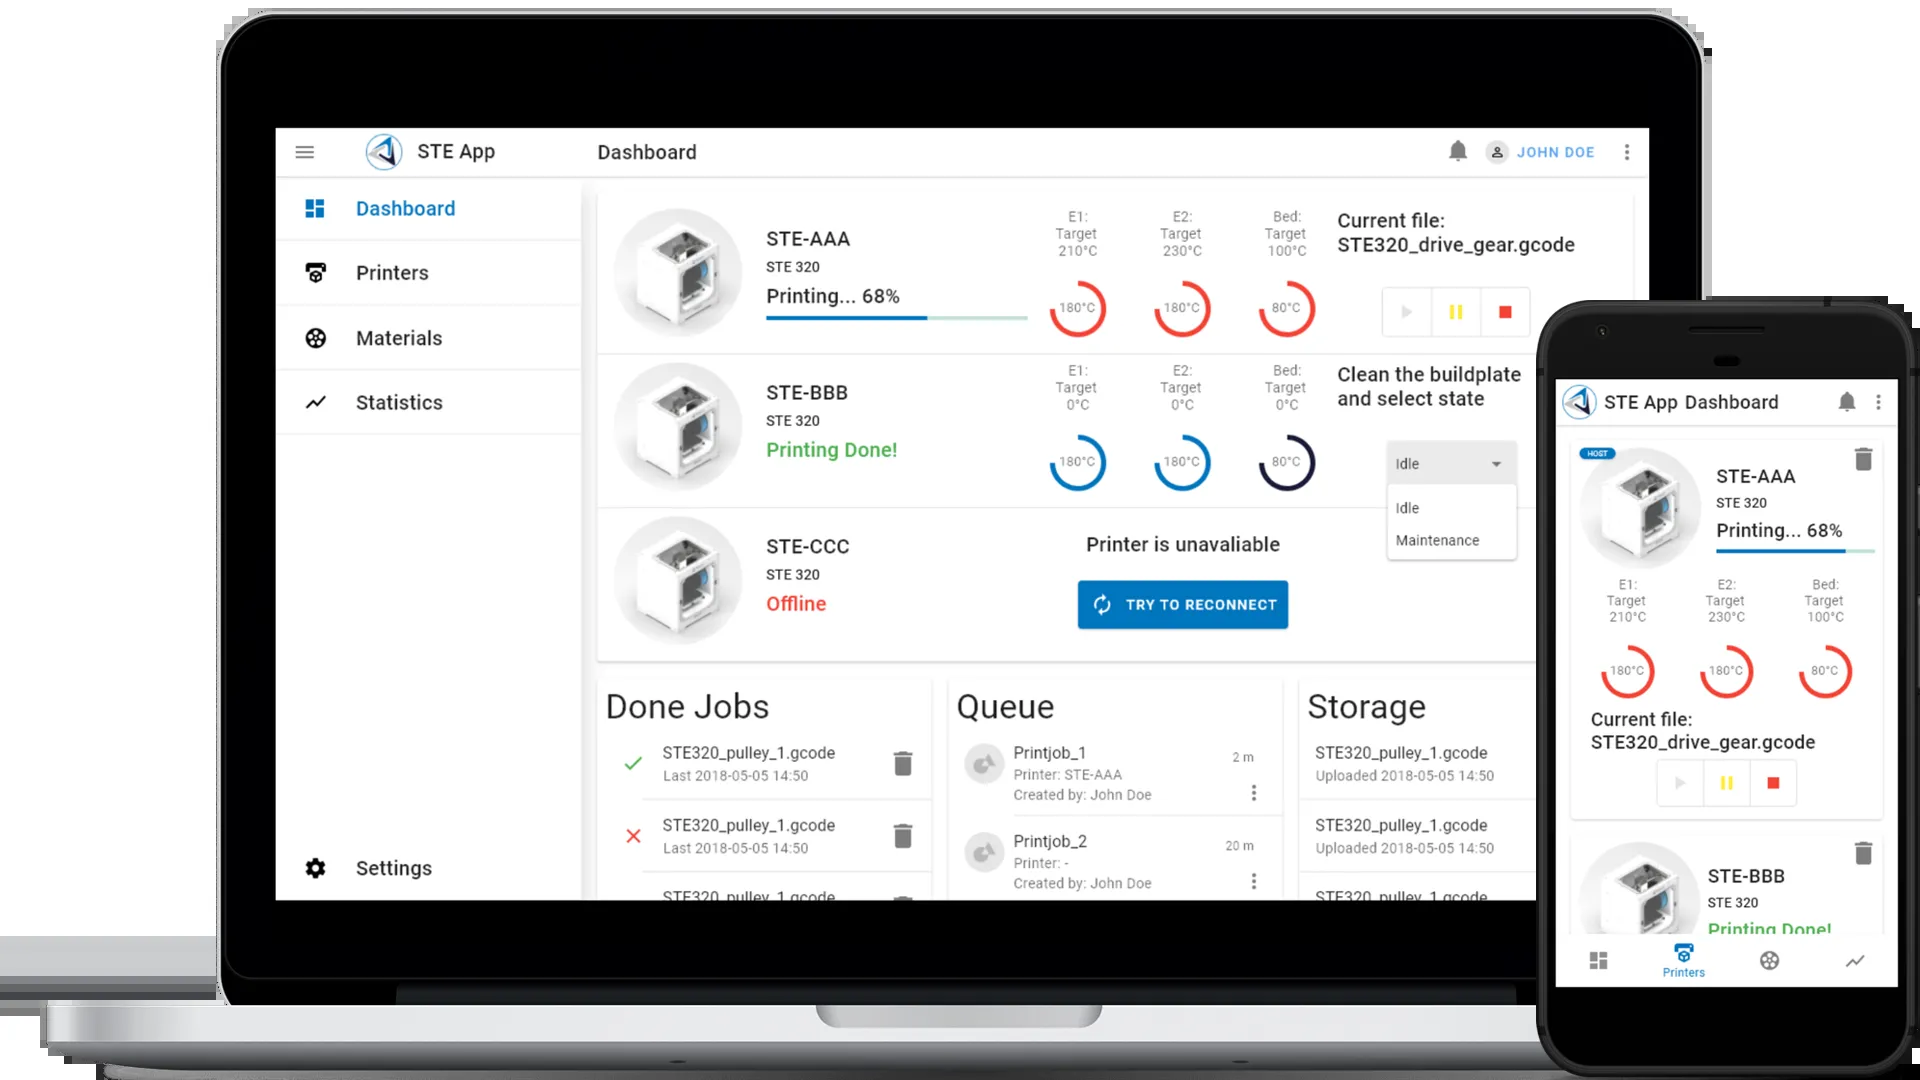 STE App
Dashboard
JOHN DOE
Dashboard
Printers
Materials
Statistics
Settings
STE-AAA
STE 320
Printing... 68%
E1:
Target
210°C
180°C
E2:
Target
230°C
180°C
Bed:
Target
100°C
80°C
Current file:
STE320_drive_gear.gcode
STE-BBB
STE 320
Printing Done!
E1:
Target
0°C
180°C
E2:
Target
0°C
180°C
Bed:
Target
0°C
80°C
Clean the buildplate
and select state
Idle
Idle
Maintenance
STE-CCC
STE 320
Offline
Printer is unavaliable
TRY TO RECONNECT
Done Jobs
STE320_pulley_1.gcode
Last 2018-05-05 14:50
STE320_pulley_1.gcode
Last 2018-05-05 14:50
STE320_pulley_1.gcode
Queue
Printjob_1
2 m
Printer: STE-AAA
Created by: John Doe
Printjob_2
20 m
Printer: -
Created by: John Doe
Storage
STE320_pulley_1.gcode
Uploaded 2018-05-05 14:50
STE320_pulley_1.gcode
Uploaded 2018-05-05 14:50
STE320_pulley_1.gcode
STE App Dashboard
HOST
STE-AAA
STE 320
Printing... 68%
E1:
Target
210°C
180°C
E2:
Target
230°C
180°C
Bed:
Target
100°C
80°C
Current file:
STE320_drive_gear.gcode
STE-BBB
STE 320
Printing Done!
Printers